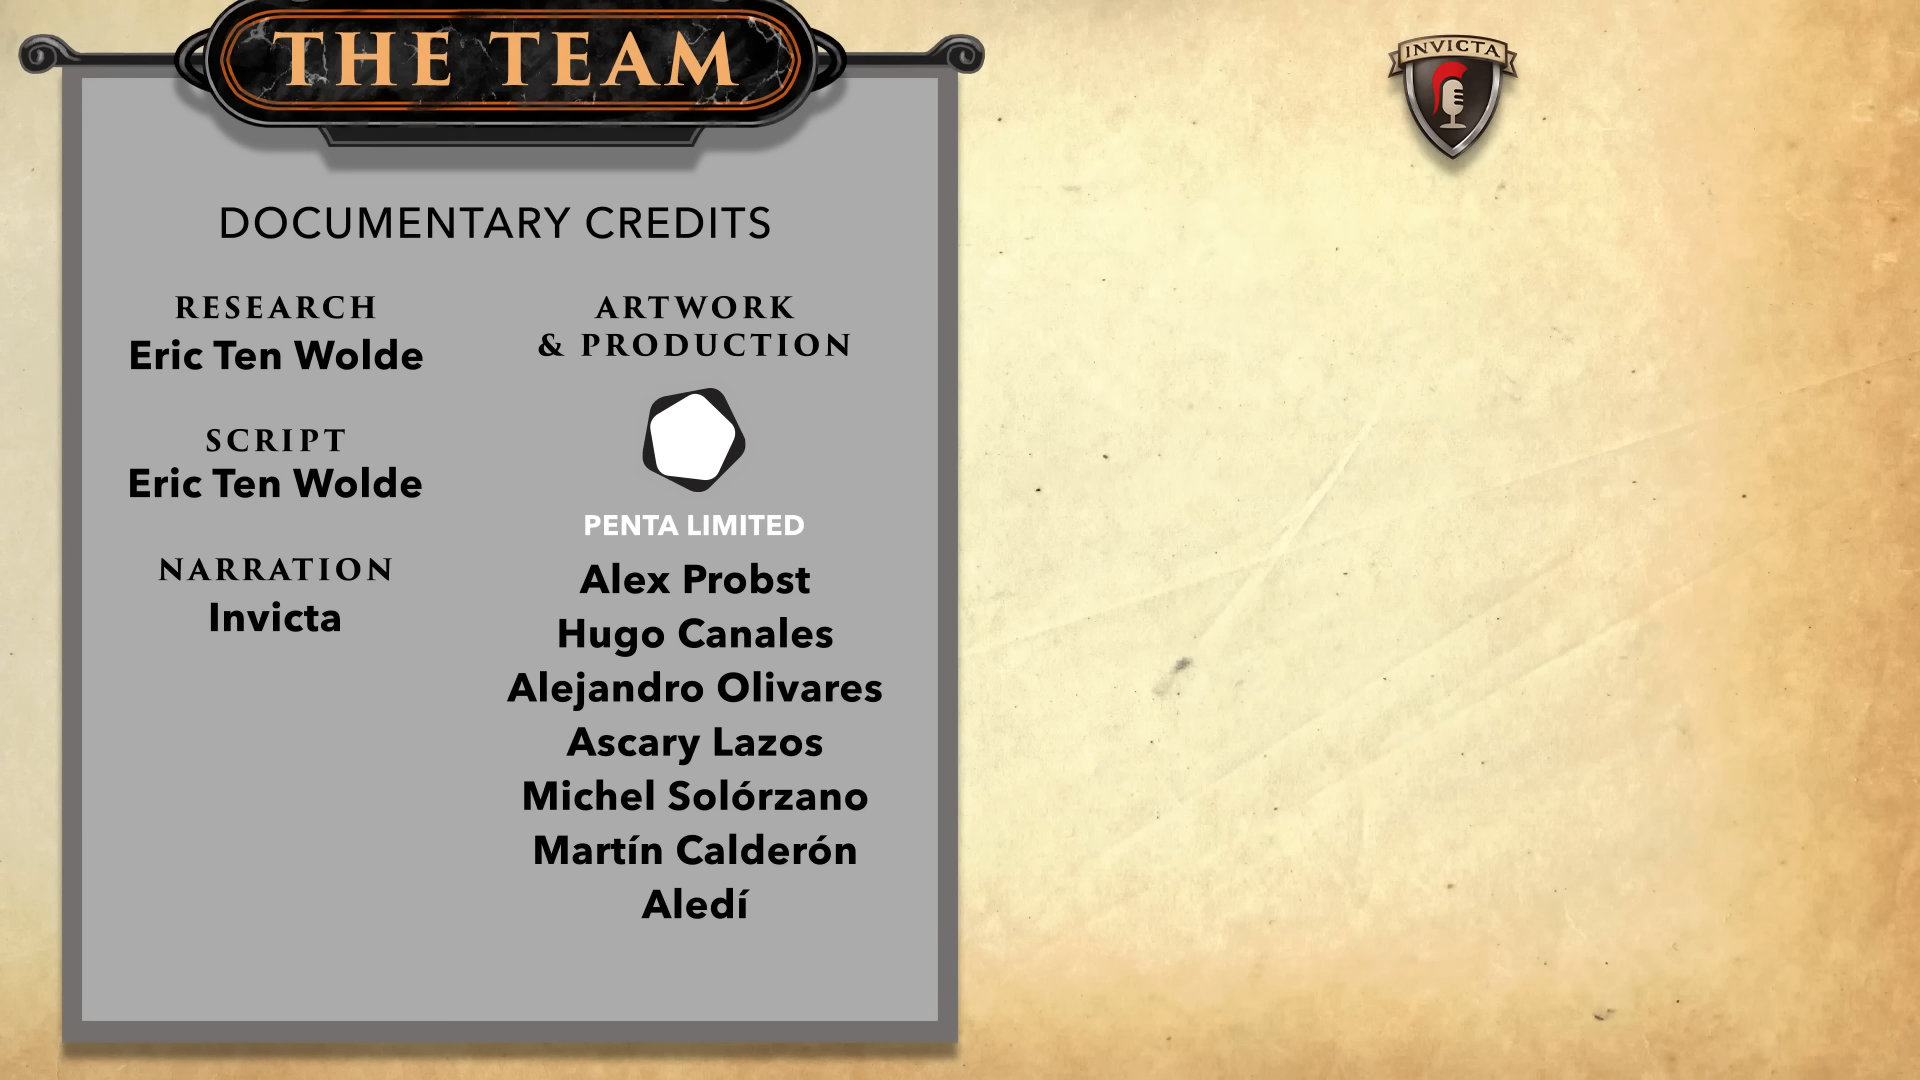 THE TEAM
INVICTA
DOCUMENTARY CREDITS
RESEARCH
Eric Ten Wolde
SCRIPT
Eric Ten Wolde
NARRATION
Invicta
ARTWORK
& PRODUCTION
PENTA LIMITED
Alex Probst
Hugo Canales
Alejandro Olivares
Ascary Lazos
Michel Solórzano
Martín Calderón
Aledí